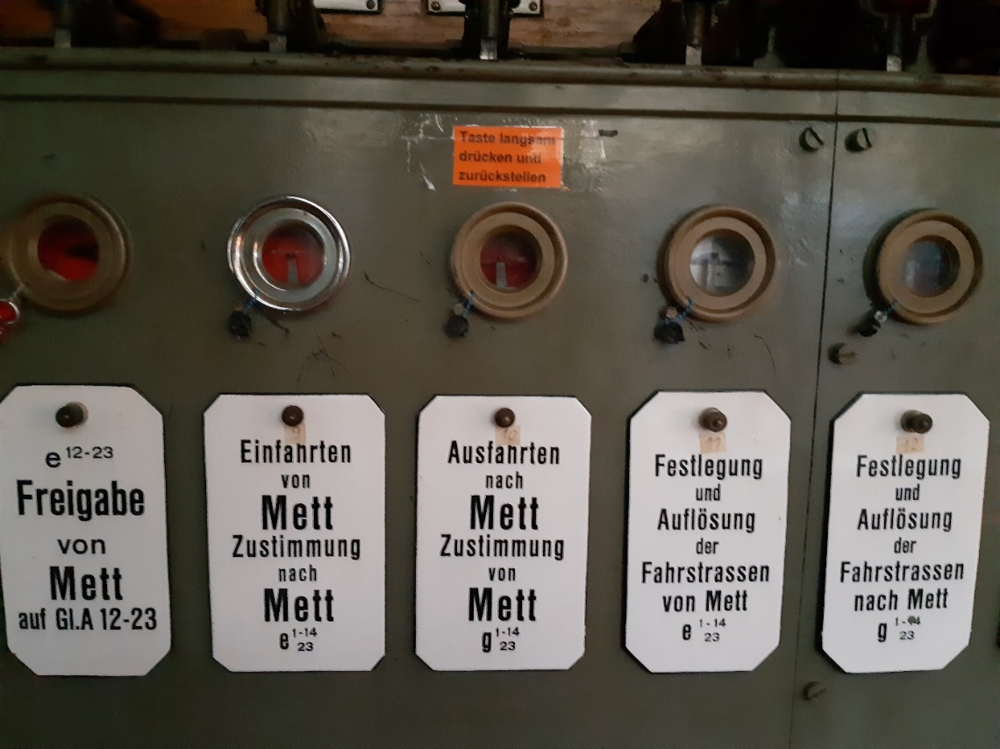 Taste langsam
drücken und
zurückstellen
e 12-23
Freigabe
von
Mett
auf Gl.A 12-23
9
Einfahrten
von
Mett
Zustimmung
nach
Mett
e 1-14
23
10
Ausfahrten
nach
Mett
Zustimmung
von
Mett
g 1-14
23
11
Festlegung
und
Auflösung
der
Fahrstrassen
von Mett
e 1-14
23
12
Festlegung
und
Auflösung
der
Fahrstrassen
nach Mett
g 1-14
23